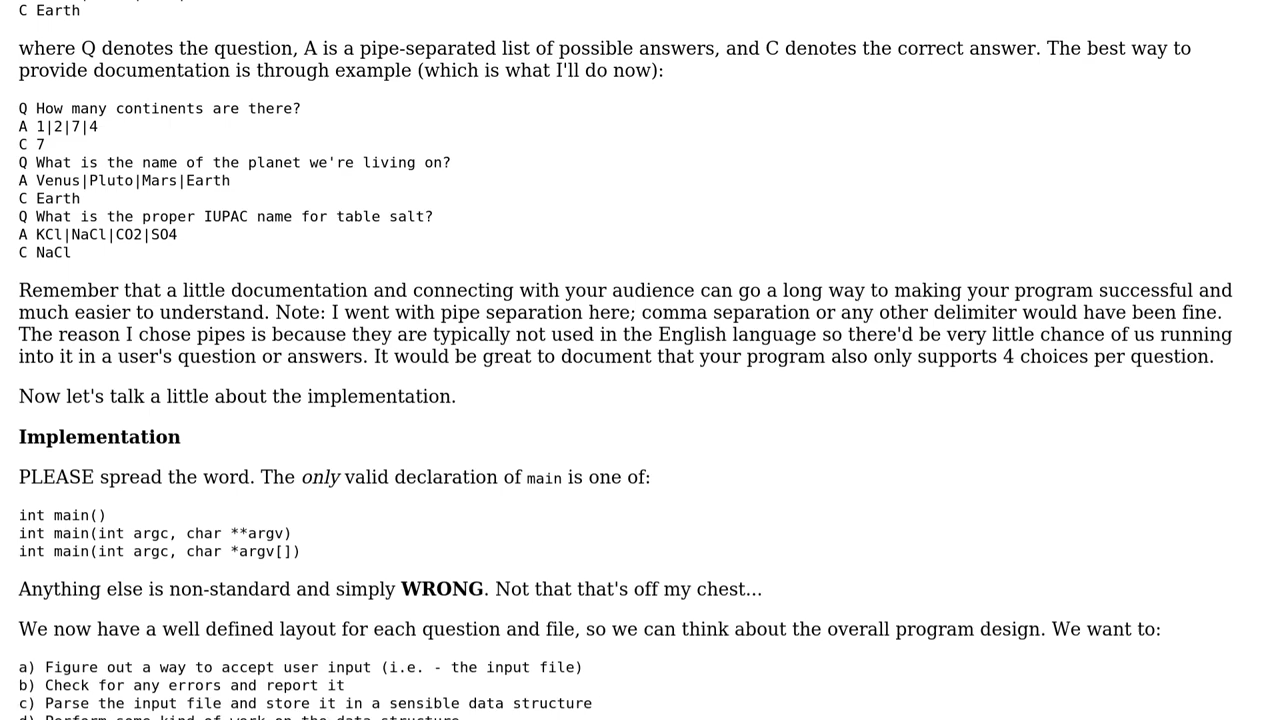 C Earth
where Q denotes the question, A is a pipe-separated list of possible answers, and C denotes the correct answer. The best way to
provide documentation is through example (which is what I'll do now):
Q How many continents are there?
A 1|2|7|4
C 7
Q What is the name of the planet we're living on?
A Venus|Pluto|Mars|Earth
C Earth
Q What is the proper IUPAC name for table salt?
A KCl|NaCl|CO2|SO4
C NaCl
Remember that a little documentation and connecting with your audience can go a long way to making your program successful and
much easier to understand. Note: I went with pipe separation here; comma separation or any other delimiter would have been fine.
The reason I chose pipes is because they are typically not used in the English language so there'd be very little chance of us running
into it in a user's question or answers. It would be great to document that your program also only supports 4 choices per question.
Now let's talk a little about the implementation.
Implementation
PLEASE spread the word. The only valid declaration of main is one of:
int main()
int main(int argc, char **argv)
int main(int argc, char *argv[])
Anything else is non-standard and simply WRONG. Not that that's off my chest...
We now have a well defined layout for each question and file, so we can think about the overall program design. We want to:
a) Figure out a way to accept user input (i.e. - the input file)
b) Check for any errors and report it
c) Parse the input file and store it in a sensible data structure
d) Perform some kind of work on the data structure